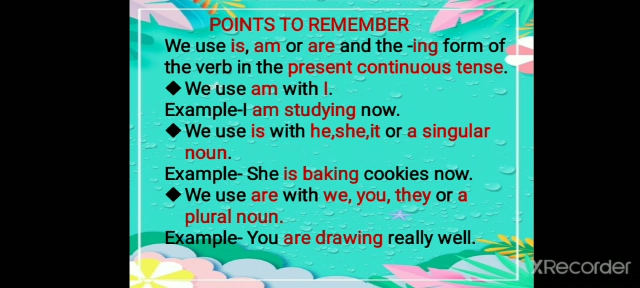 POINTS TO REMEMBER
We use is, am or are and the -ing form of
the verb in the present continuous tense.
◆We use am with I.
Example-I am studying now.
◆We use is with he,she,it or a singular
noun.
Example- She is baking cookies now.
◆We use are with we, you, they or a
plural noun.
Example- You are drawing really well.
XRecorder